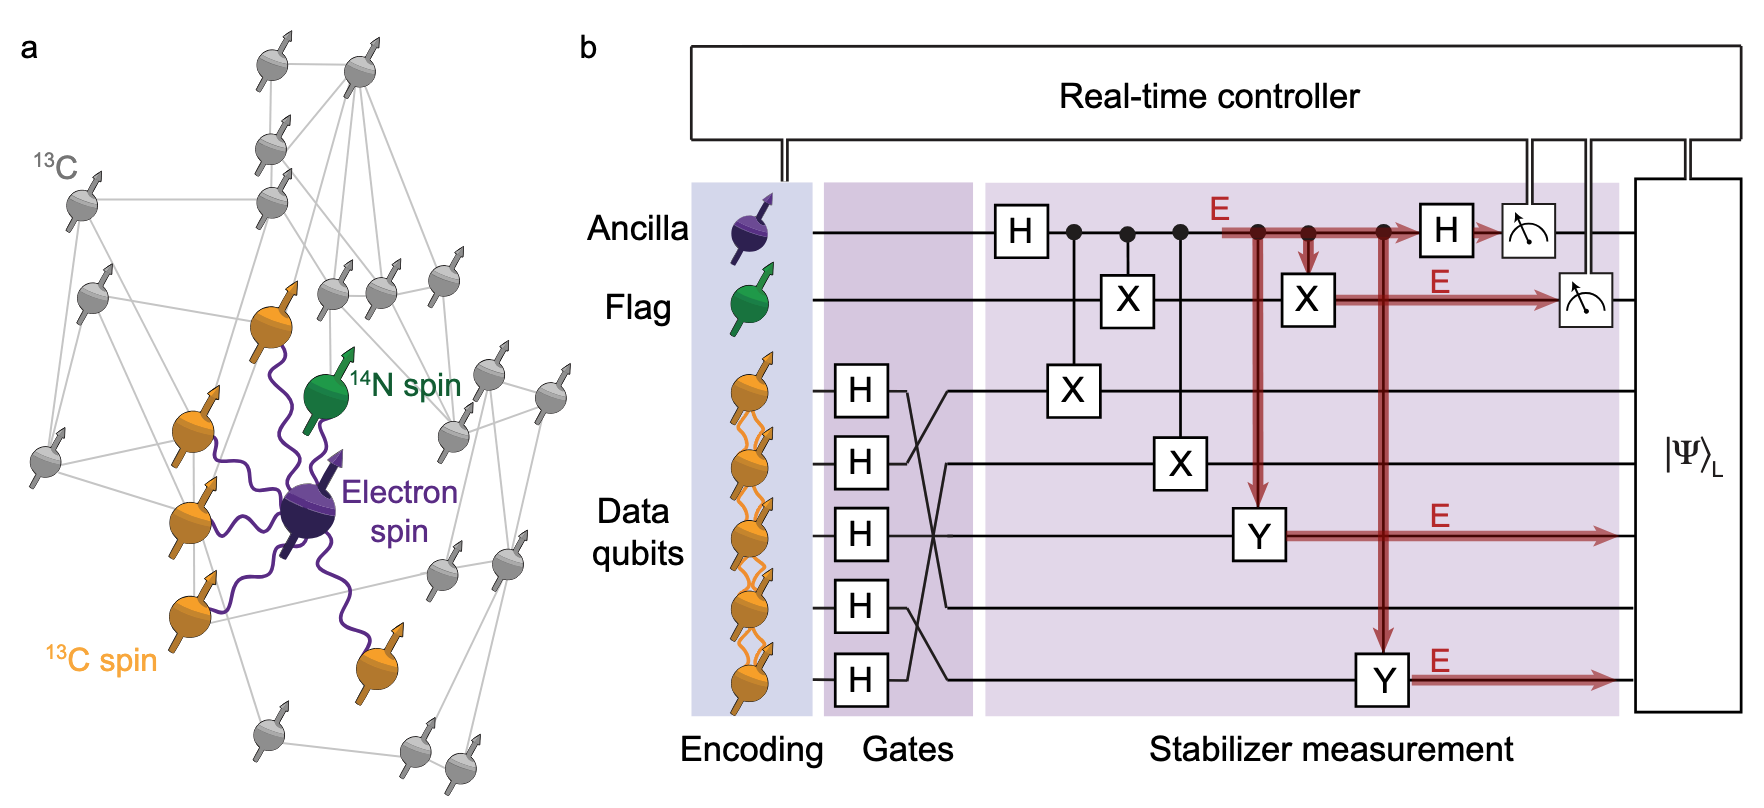 a
b
Real-time controller
¹³C
Ancilla
E
H
Flag
X
X
E
¹⁴N spin
H
X
Electron
spin
H
X
|Ψ⟩L
Data
qubits
H
Y
E
H
¹³C spin
H
Y
E
Encoding
Gates
Stabilizer measurement